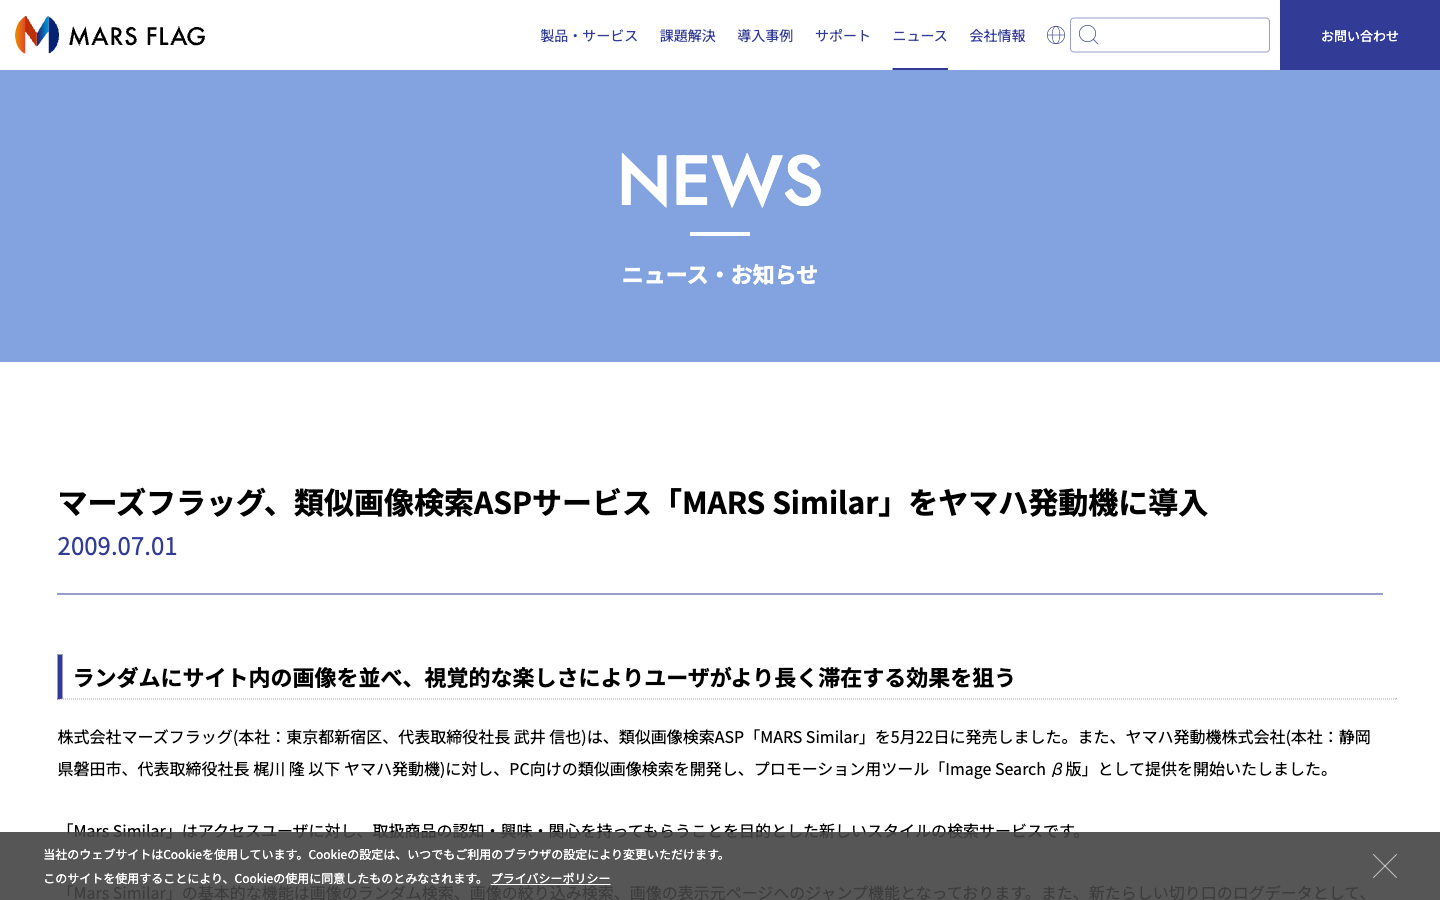 MARS FLAG
製品・サービス 課題解決 導入事例 サポート ニュース 会社情報 お問い合わせ
NEWS
ニュース・お知らせ
マーズフラッグ、類似画像検索ASPサービス「MARS Similar」をヤマハ発動機に導入
2009.07.01
ランダムにサイト内の画像を並べ、視覚的な楽しさによりユーザがより長く滞在する効果を狙う
株式会社マーズフラッグ(本社：東京都新宿区、代表取締役社長 武井 信也)は、類似画像検索ASP「MARS Similar」を5月22日に発売しました。また、ヤマハ発動機株式会社(本社：静岡
県磐田市、代表取締役社長 梶川 隆 以下 ヤマハ発動機)に対し、PC向けの類似画像検索を開発し、プロモーション用ツール「Image Search β版」として提供を開始いたしました。
「Mars Similar」はアクセスユーザに対し、取扱商品の認知・興味・関心を持ってもらうことを目的とした新しいスタイルの検索サービスです。
当社のウェブサイトはCookieを使用しています。Cookieの設定は、いつでもご利用のブラウザの設定により変更いただけます。
このサイトを使用することにより、Cookieの使用に同意したものとみなされます。 プライバシーポリシー
「Mars Similar」の基本的な機能は画像のランダム検索、画像の絞り込み検索、画像の表示元ページへのジャンプ機能となっております。また、新たらしい切り口のログデータとして、